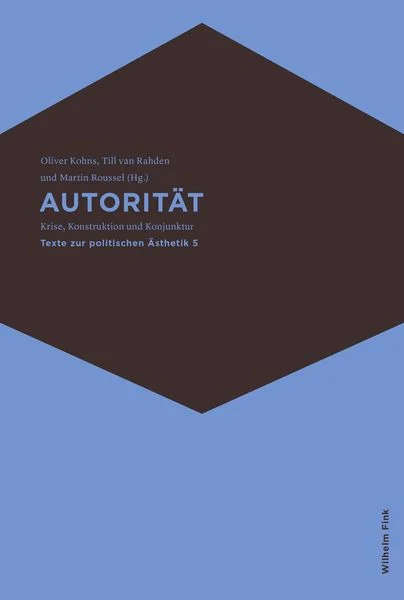 Oliver Kohns, Till van Rahden
und Martin Roussel (Hg.)
AUTORITÄT
Krise, Konstruktion und Konjunktur
Texte zur politischen Ästhetik 5
Wilhelm Fink